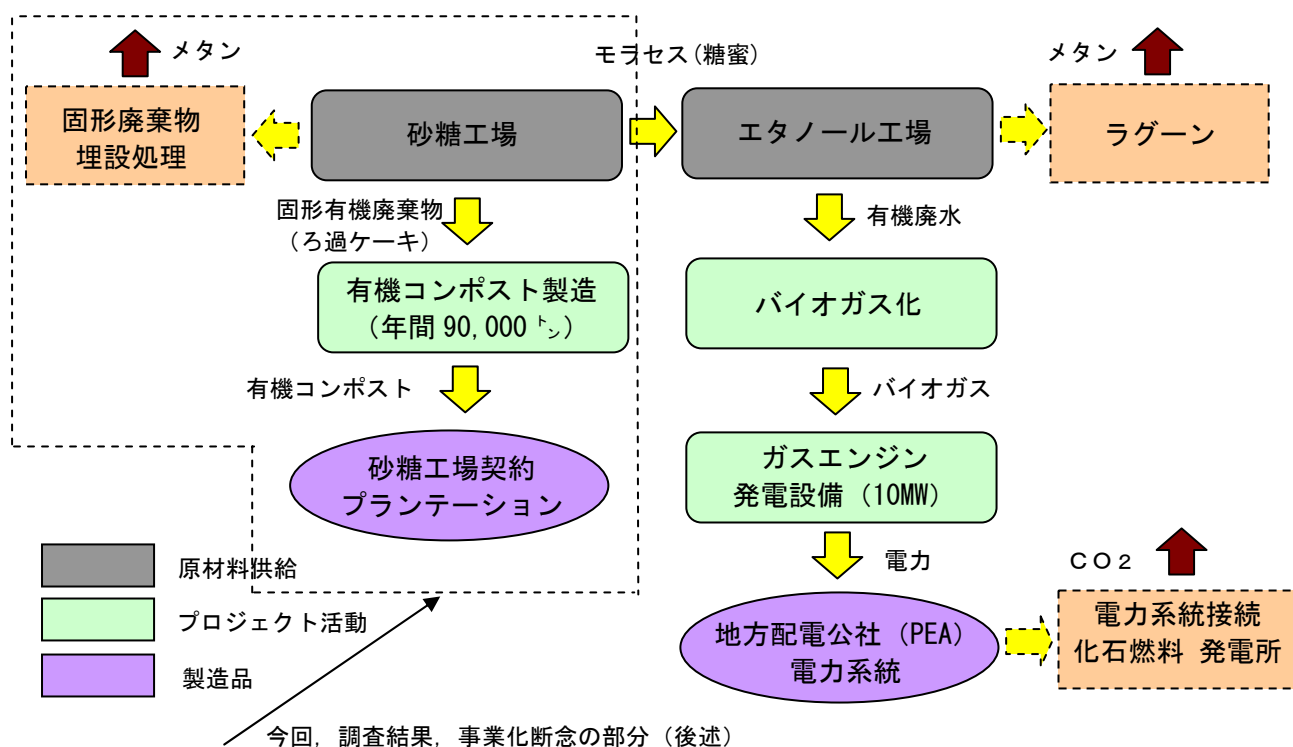 メタン
モラセス(糖蜜)
メタン
固形廃棄物
埋設処理
砂糖工場
エタノール工場
ラグーン
固形有機廃棄物
(ろ過ケーキ)
有機廃水
有機コンポスト製造
(年間 90,000 トン)
バイオガス化
有機コンポスト
バイオガス
砂糖工場契約
プランテーション
ガスエンジン
発電設備(10MW)
電力
CO2
地方配電公社(PEA)
電力系統
電力系統接続
化石燃料 発電所
原材料供給
プロジェクト活動
製造品
今回,調査結果,事業化断念の部分(後述)